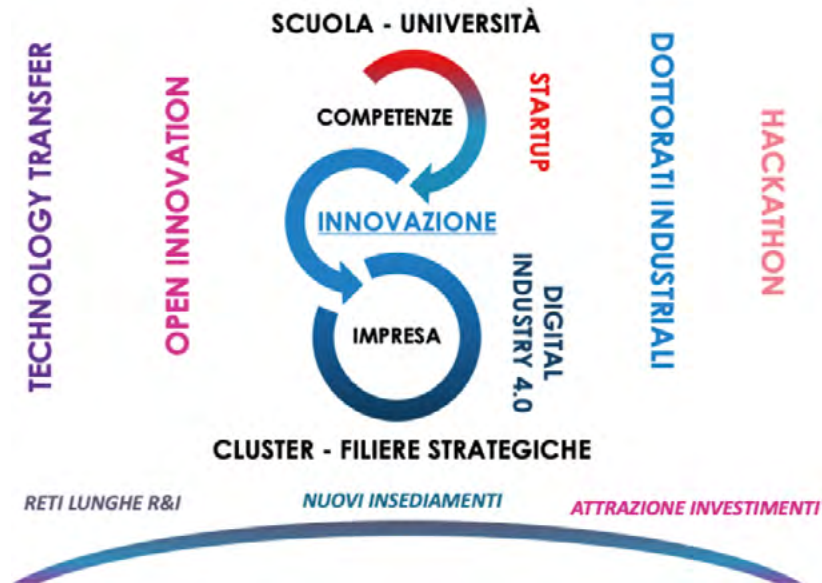 SCUOLA - UNIVERSITÀ
TECHNOLOGY TRANSFER
OPEN INNOVATION
COMPETENZE
STARTUP
DOTTORATI INDUSTRIALI
HACKATHON
INNOVAZIONE
IMPRESA
DIGITAL
INDUSTRY 4.0
CLUSTER - FILIERE STRATEGICHE
RETI LUNGHE R&I
NUOVI INSEDIAMENTI
ATTRAZIONE INVESTIMENTI